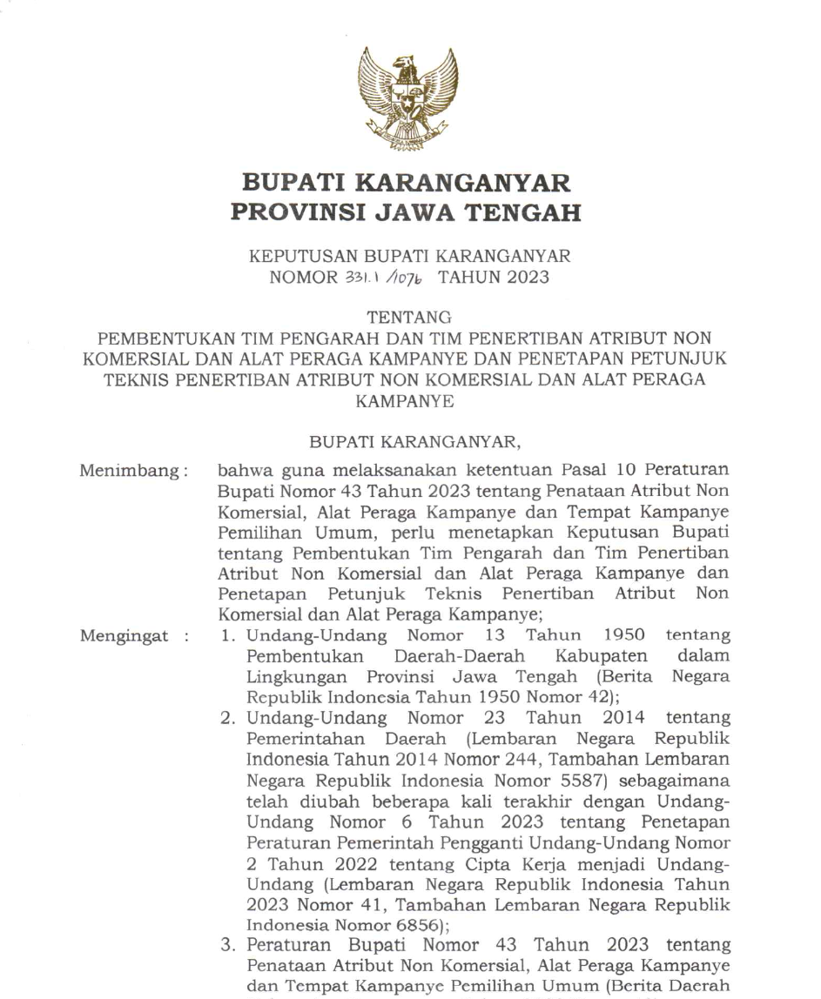 BUPATI KARANGANYAR
PROVINSI JAWA TENGAH
KEPUTUSAN BUPATI KARANGANYAR
NOMOR 331.1/1076 TAHUN 2023
TENTANG
PEMBENTUKAN TIM PENGARAH DAN TIM PENERTIBAN ATRIBUT NON
KOMERSIAL DAN ALAT PERAGA KAMPANYE DAN PENETAPAN PETUNJUK
TEKNIS PENERTIBAN ATRIBUT NON KOMERSIAL DAN ALAT PERAGA
KAMPANYE
BUPATI KARANGANYAR,
Menimbang : bahwa guna melaksanakan ketentuan Pasal 10 Peraturan
Bupati Nomor 43 Tahun 2023 tentang Penataan Atribut Non
Komersial, Alat Peraga Kampanye dan Tempat Kampanye
Pemilihan Umum, perlu menetapkan Keputusan Bupati
tentang Pembentukan Tim Pengarah dan Tim Penertiban
Atribut Non Komersial dan Alat Peraga Kampanye dan
Penetapan Petunjuk Teknis Penertiban Atribut Non
Komersial dan Alat Peraga Kampanye;
Mengingat : 1. Undang-Undang Nomor 13 Tahun 1950 tentang
Pembentukan Daerah-Daerah Kabupaten dalam
Lingkungan Provinsi Jawa Tengah (Berita Negara
Republik Indonesia Tahun 1950 Nomor 42);
2. Undang-Undang Nomor 23 Tahun 2014 tentang
Pemerintahan Daerah (Lembaran Negara Republik
Indonesia Tahun 2014 Nomor 244, Tambahan Lembaran
Negara Republik Indonesia Nomor 5587) sebagaimana
telah diubah beberapa kali terakhir dengan Undang-
Undang Nomor 6 Tahun 2023 tentang Penetapan
Peraturan Pemerintah Pengganti Undang-Undang Nomor
2 Tahun 2022 tentang Cipta Kerja menjadi Undang-
Undang (Lembaran Negara Republik Indonesia Tahun
2023 Nomor 41, Tambahan Lembaran Negara Republik
Indonesia Nomor 6856);
3. Peraturan Bupati Nomor 43 Tahun 2023 tentang
Penataan Atribut Non Komersial, Alat Peraga Kampanye
dan Tempat Kampanye Pemilihan Umum (Berita Daerah